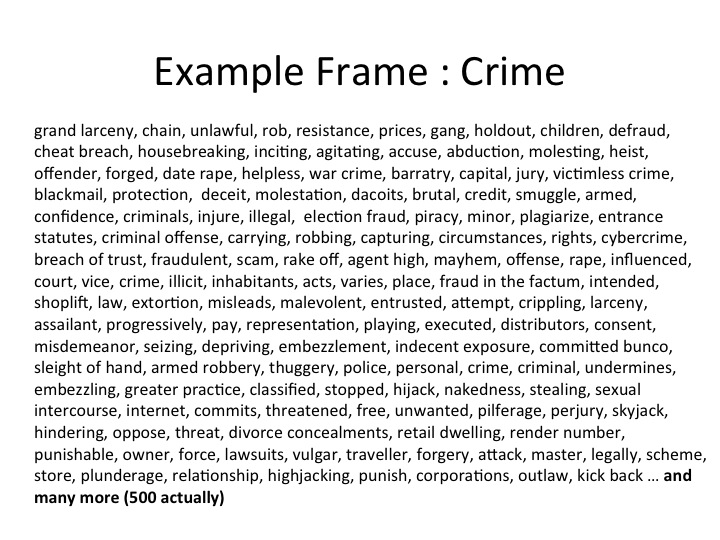 Example Frame : Crime
grand larceny, chain, unlawful, rob, resistance, prices, gang, holdout, children, defraud,
cheat breach, housebreaking, inciting, agitating, accuse, abduction, molesting, heist,
offender, forged, date rape, helpless, war crime, barratry, capital, jury, victimless crime,
blackmail, protection,  deceit, molestation, dacoits, brutal, credit, smuggle, armed,
confidence, criminals, injure, illegal,  election fraud, piracy, minor, plagiarize, entrance
statutes, criminal offense, carrying, robbing, capturing, circumstances, rights, cybercrime,
breach of trust, fraudulent, scam, rake off, agent high, mayhem, offense, rape, influenced,
court, vice, crime, illicit, inhabitants, acts, varies, place, fraud in the factum, intended,
shoplift, law, extortion, misleads, malevolent, entrusted, attempt, crippling, larceny,
assailant, progressively, pay, representation, playing, executed, distributors, consent,
misdemeanor, seizing, depriving, embezzlement, indecent exposure, committed bunco,
sleight of hand, armed robbery, thuggery, police, personal, crime, criminal, undermines,
embezzling, greater practice, classified, stopped, hijack, nakedness, stealing, sexual
intercourse, internet, commits, threatened, free, unwanted, pilferage, perjury, skyjack,
hindering, oppose, threat, divorce concealments, retail dwelling, render number,
punishable, owner, force, lawsuits, vulgar, traveller, forgery, attack, master, legally, scheme,
store, plunderage, relationship, highjacking, punish, corporations, outlaw, kick back … and
many more (500 actually)